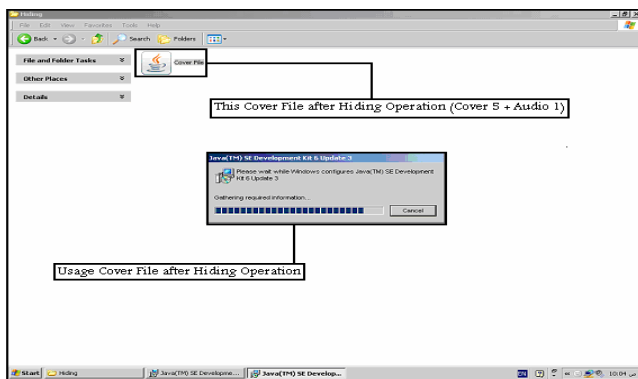 Hiding
File Edit View Favorites Tools Help
Back Search Folders
File and Folder Tasks
Other Places
Details
Cover File
This Cover File after Hiding Operation (Cover 5 + Audio 1)
Java(TM) SE Development Kit 6 Update 3
Please wait while Windows configures Java(TM) SE Development
Kit 6 Update 3
Gathering required information...
Cancel
Usage Cover File after Hiding Operation
Start Hiding Java(TM) SE Developme... Java(TM) SE Develop... EN 10:04 ص